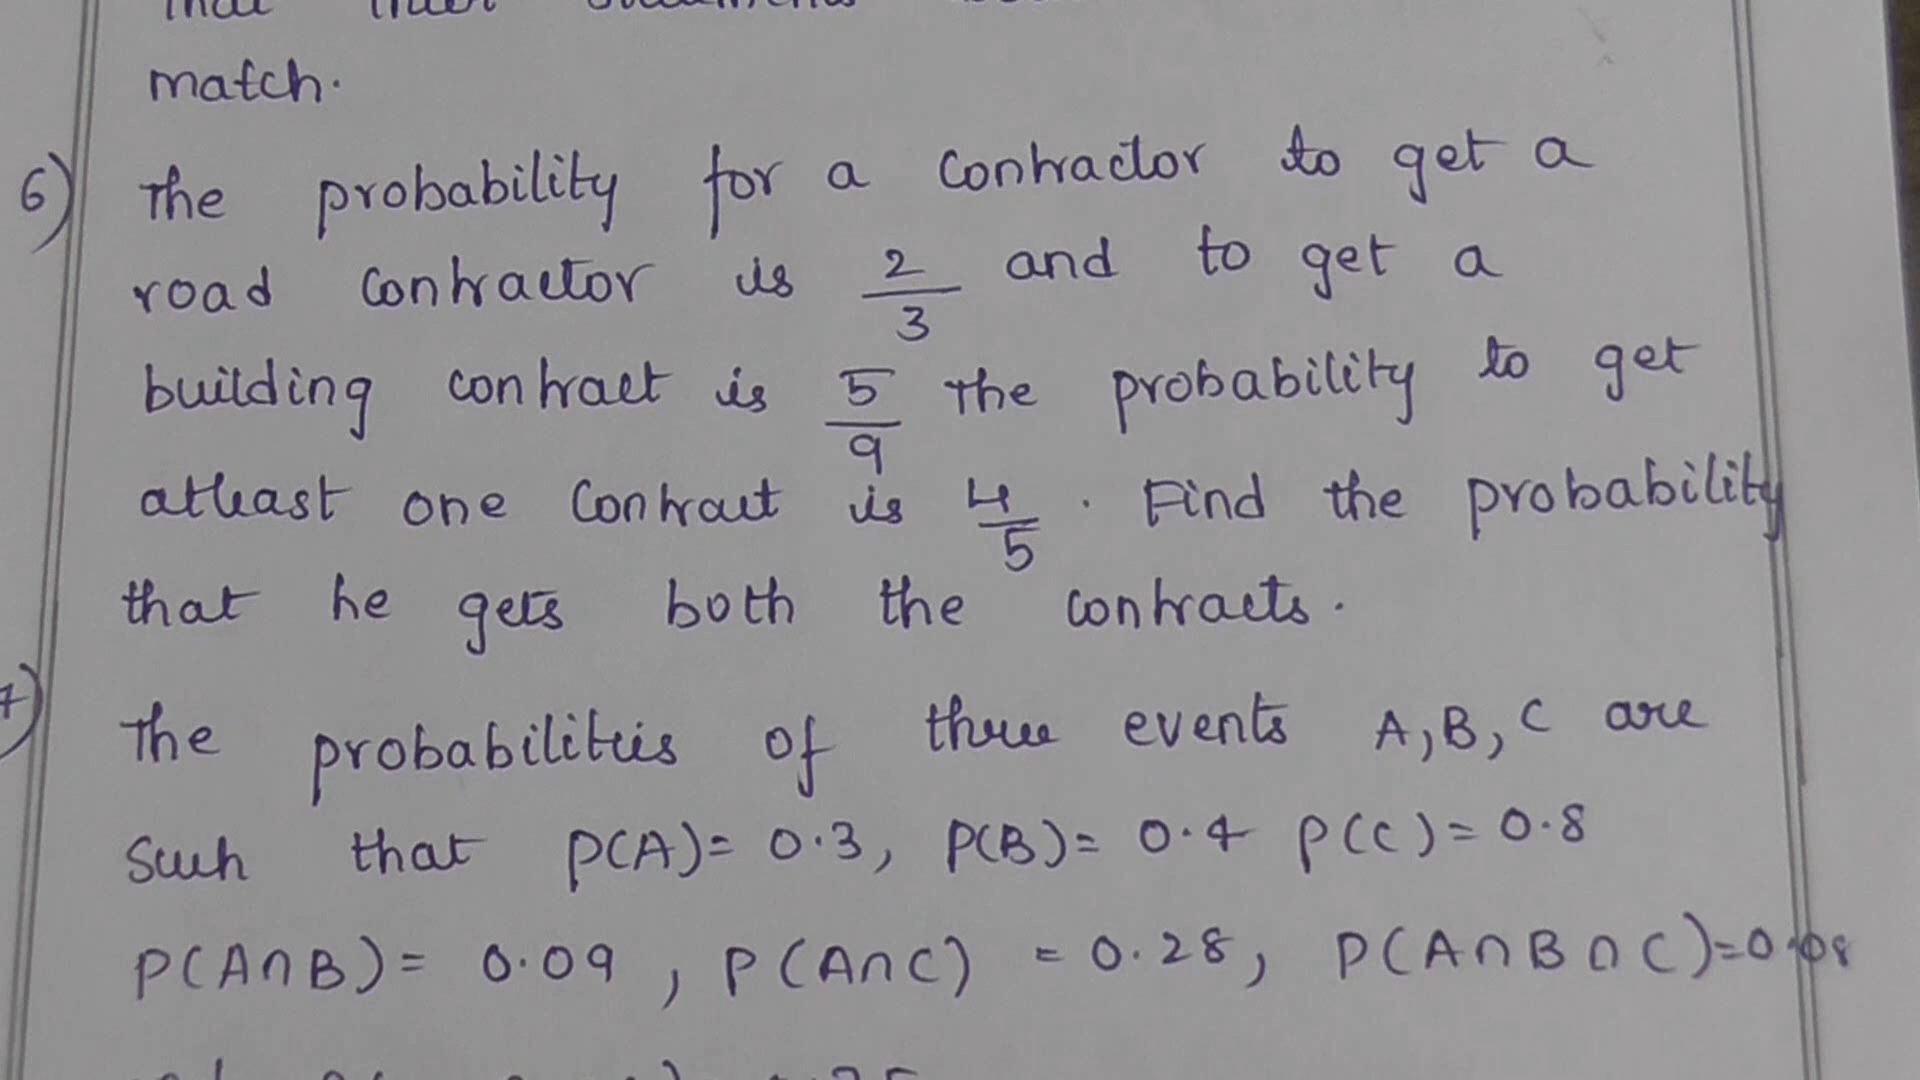 match.
6) The probability for a contractor to get a
road contractor is 2/3 and to get a
building contract is 5/9 The probability to get
atleast one contract is 4/5 . Find the probability
that he gets both the contracts.
7) The probabilities of three events A, B, C are
Such that P(A)= 0.3, P(B)= 0.4 P(C)= 0.8
P(A∩B)= 0.09 , P(A∩C) = 0.28, P(A∩B∩C)=0.08